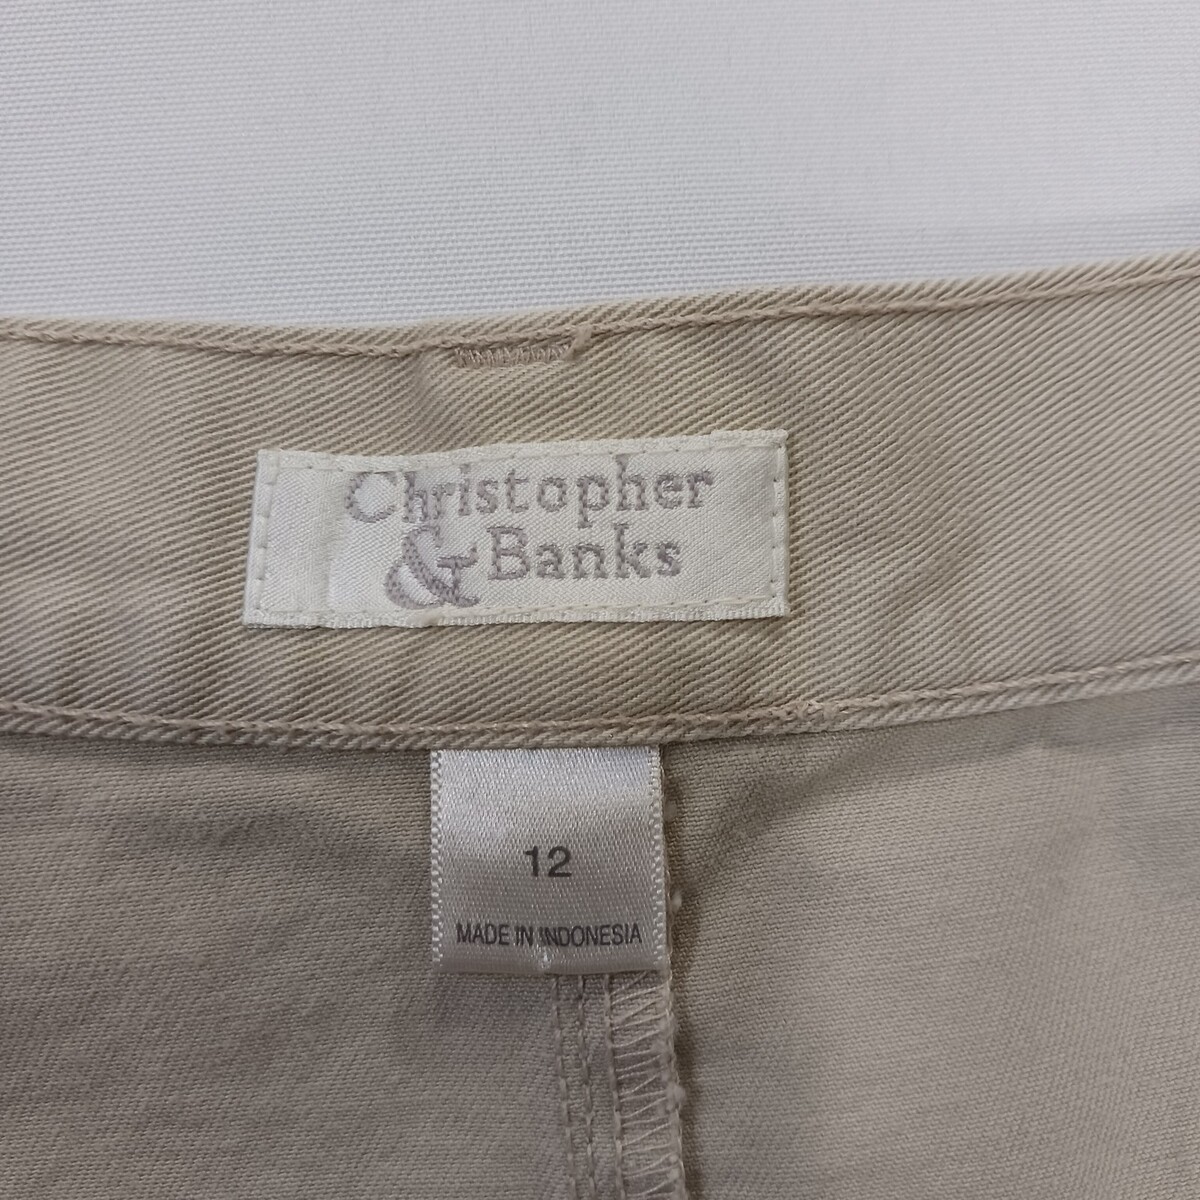 Christopher
& Banks
12
MADE IN INDONESIA